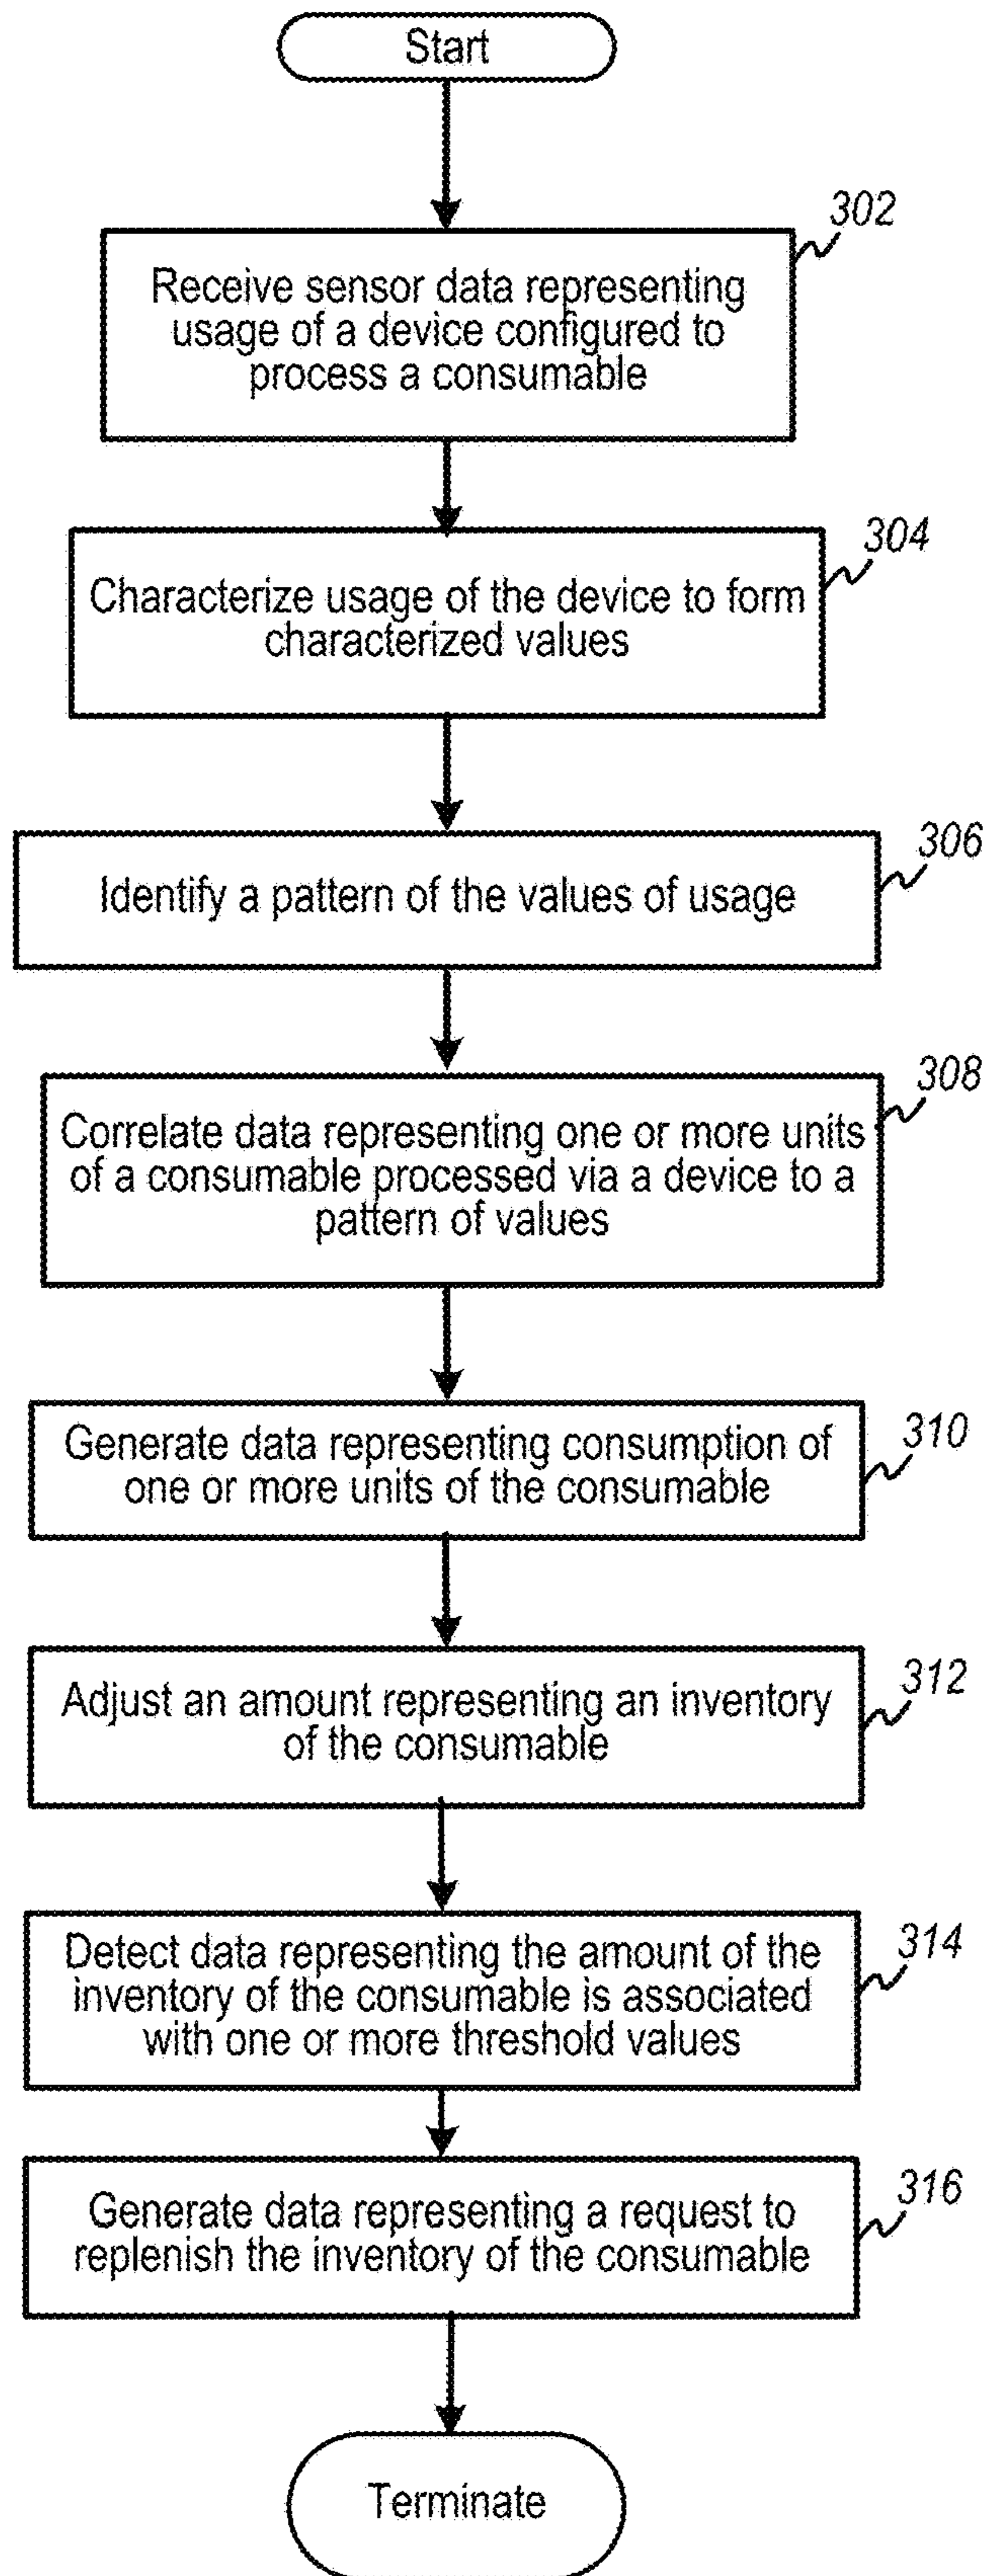 Start
302
Receive sensor data representing
usage of a device configured to
process a consumable
304
Characterize usage of the device to form
characterized values
306
Identify a pattern of the values of usage
308
Correlate data representing one or more units
of a consumable processed via a device to a
pattern of values
310
Generate data representing consumption of
one or more units of the consumable
312
Adjust an amount representing an inventory
of the consumable
314
Detect data representing the amount of the
inventory of the consumable is associated
with one or more threshold values
316
Generate data representing a request to
replenish the inventory of the consumable
Terminate